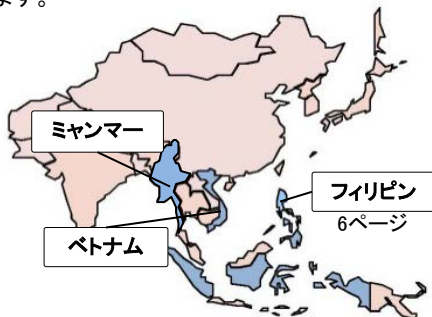 ます。
ミャンマー
フィリピン
6ページ
ベトナム